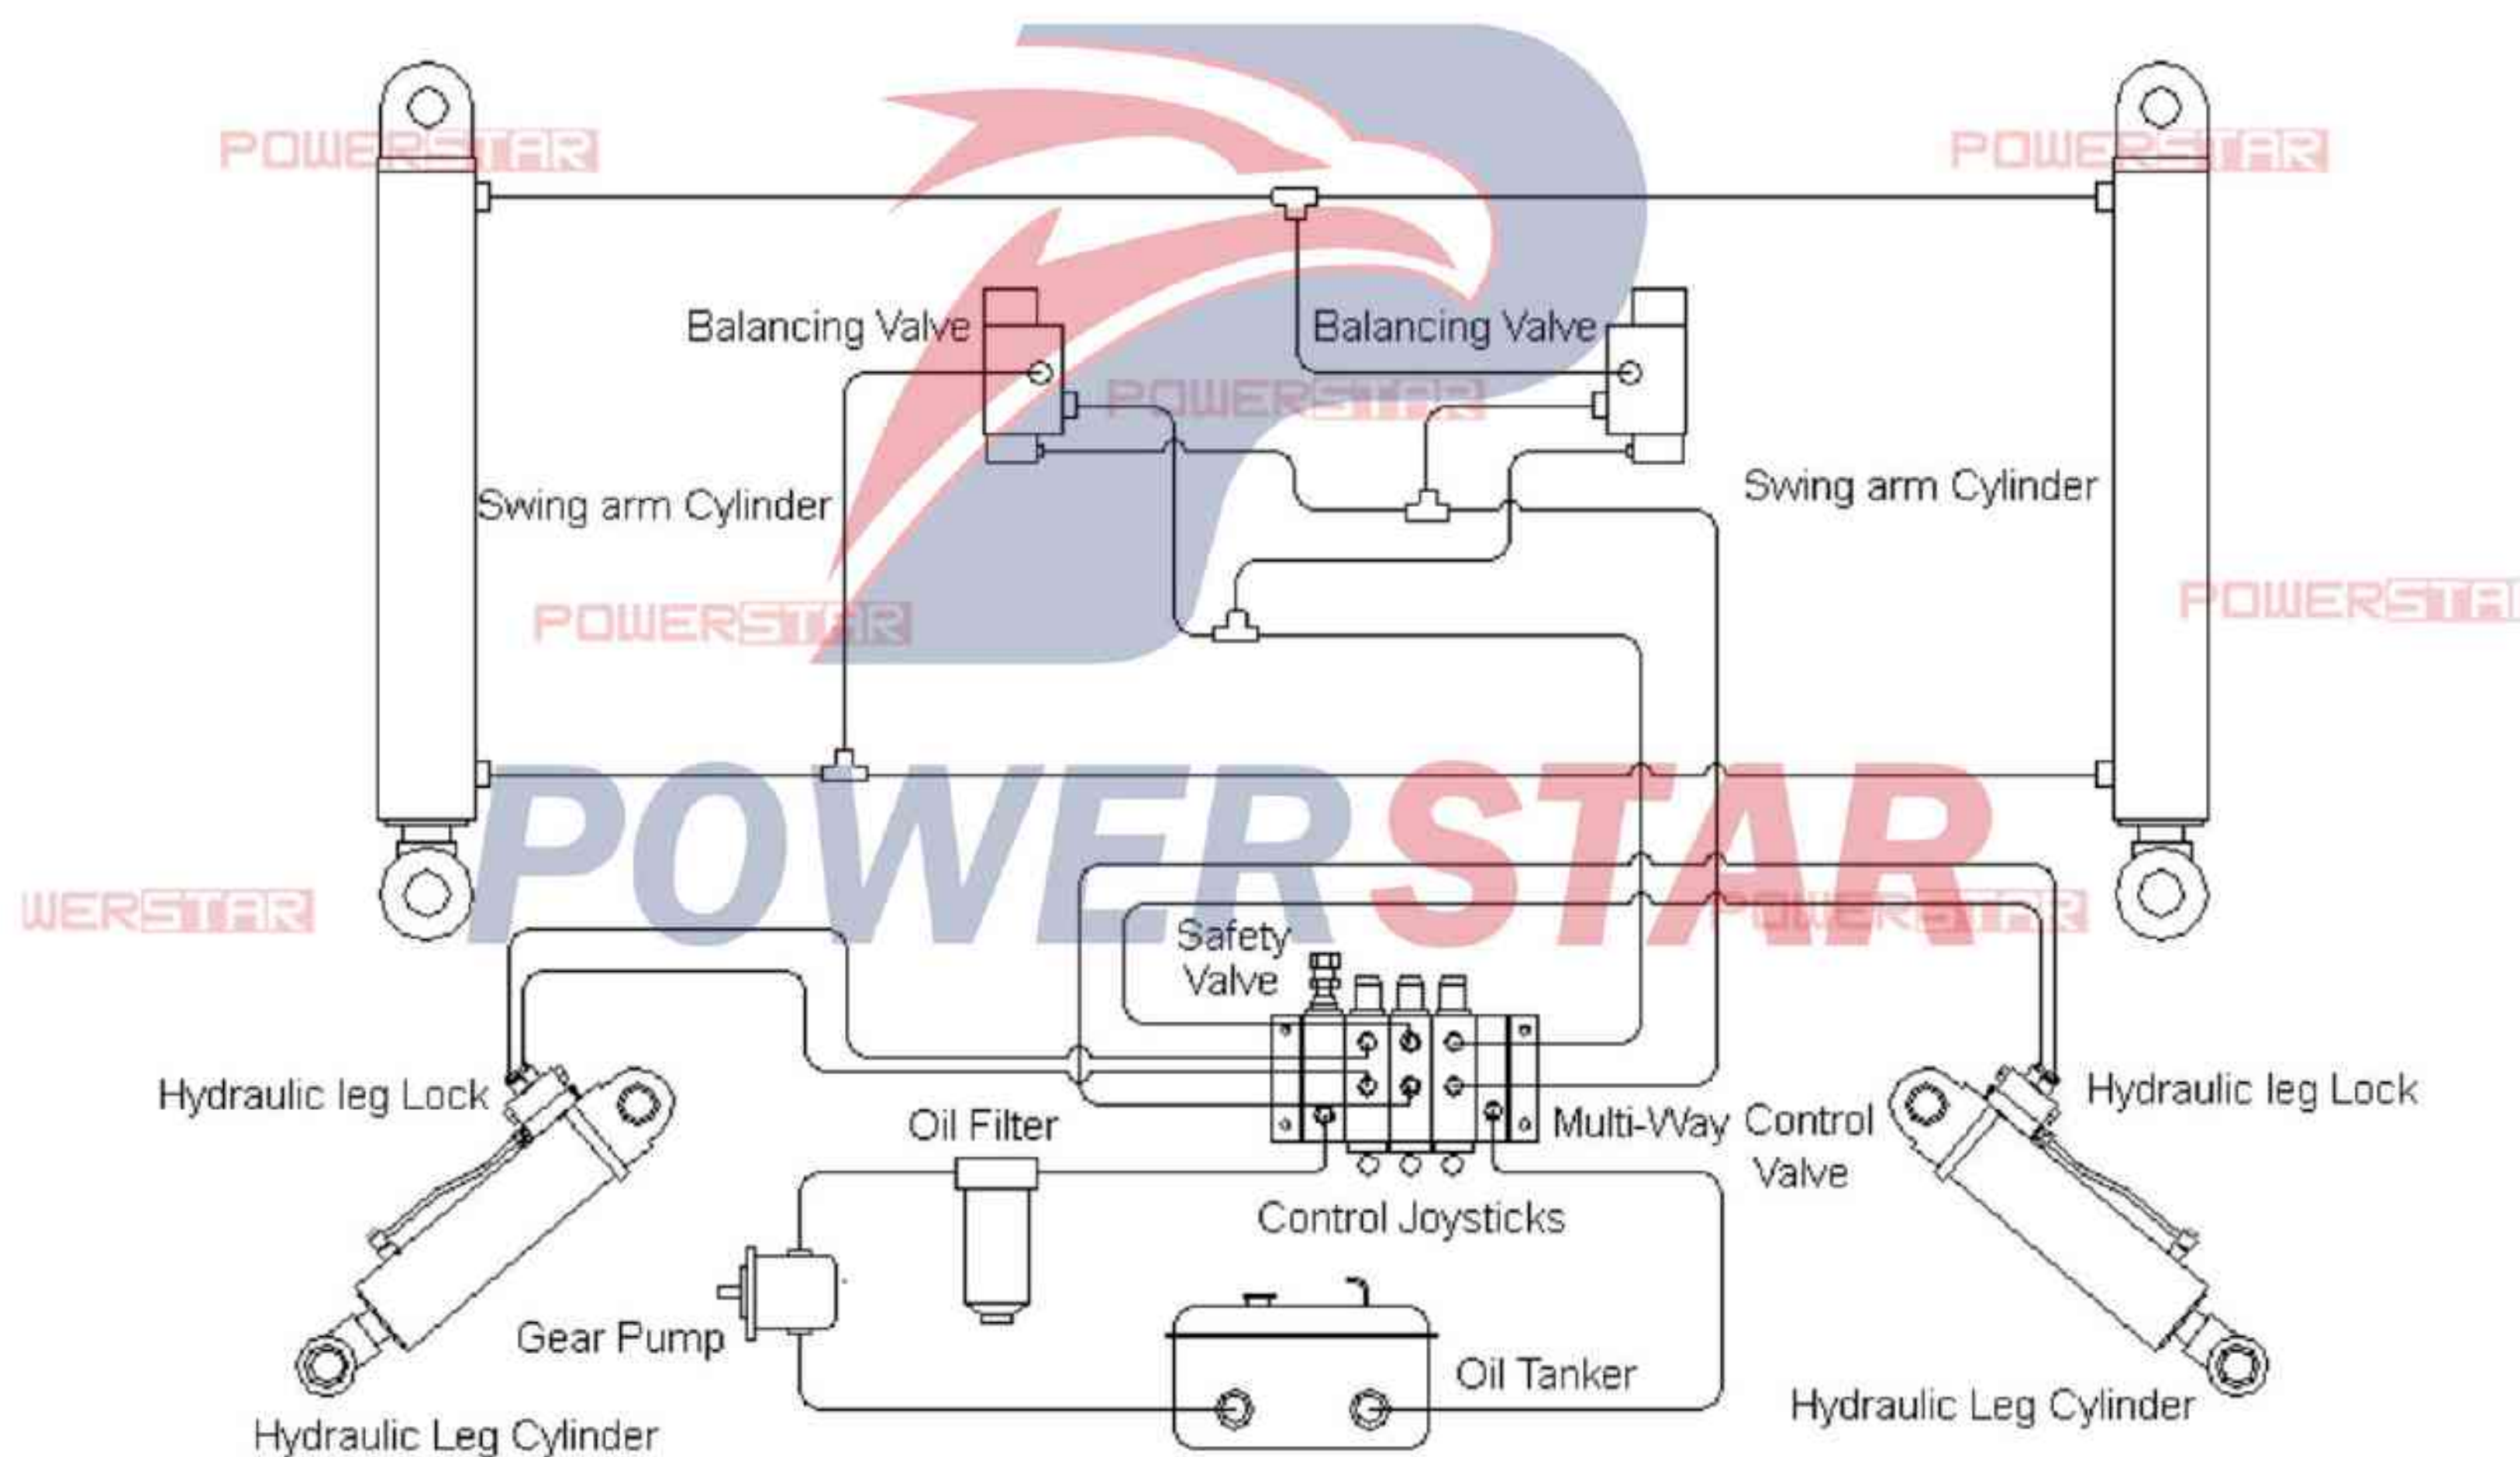 POWERSTAR
POWERSTAR
Balancing Valve
Balancing Valve
POWERSTAR
Swing arm Cylinder
Swing arm Cylinder
POWERSTAR
POWERSTA
POWERSTAR
WERSTAR
POWERSTAR
Safety
Valve
Hydraulic leg Lock
Hydraulic leg Lock
Oil Filter
Multi-Way Control
Valve
Control Joysticks
Gear Pump
Oil Tanker
Hydraulic Leg Cylinder
Hydraulic Leg Cylinder